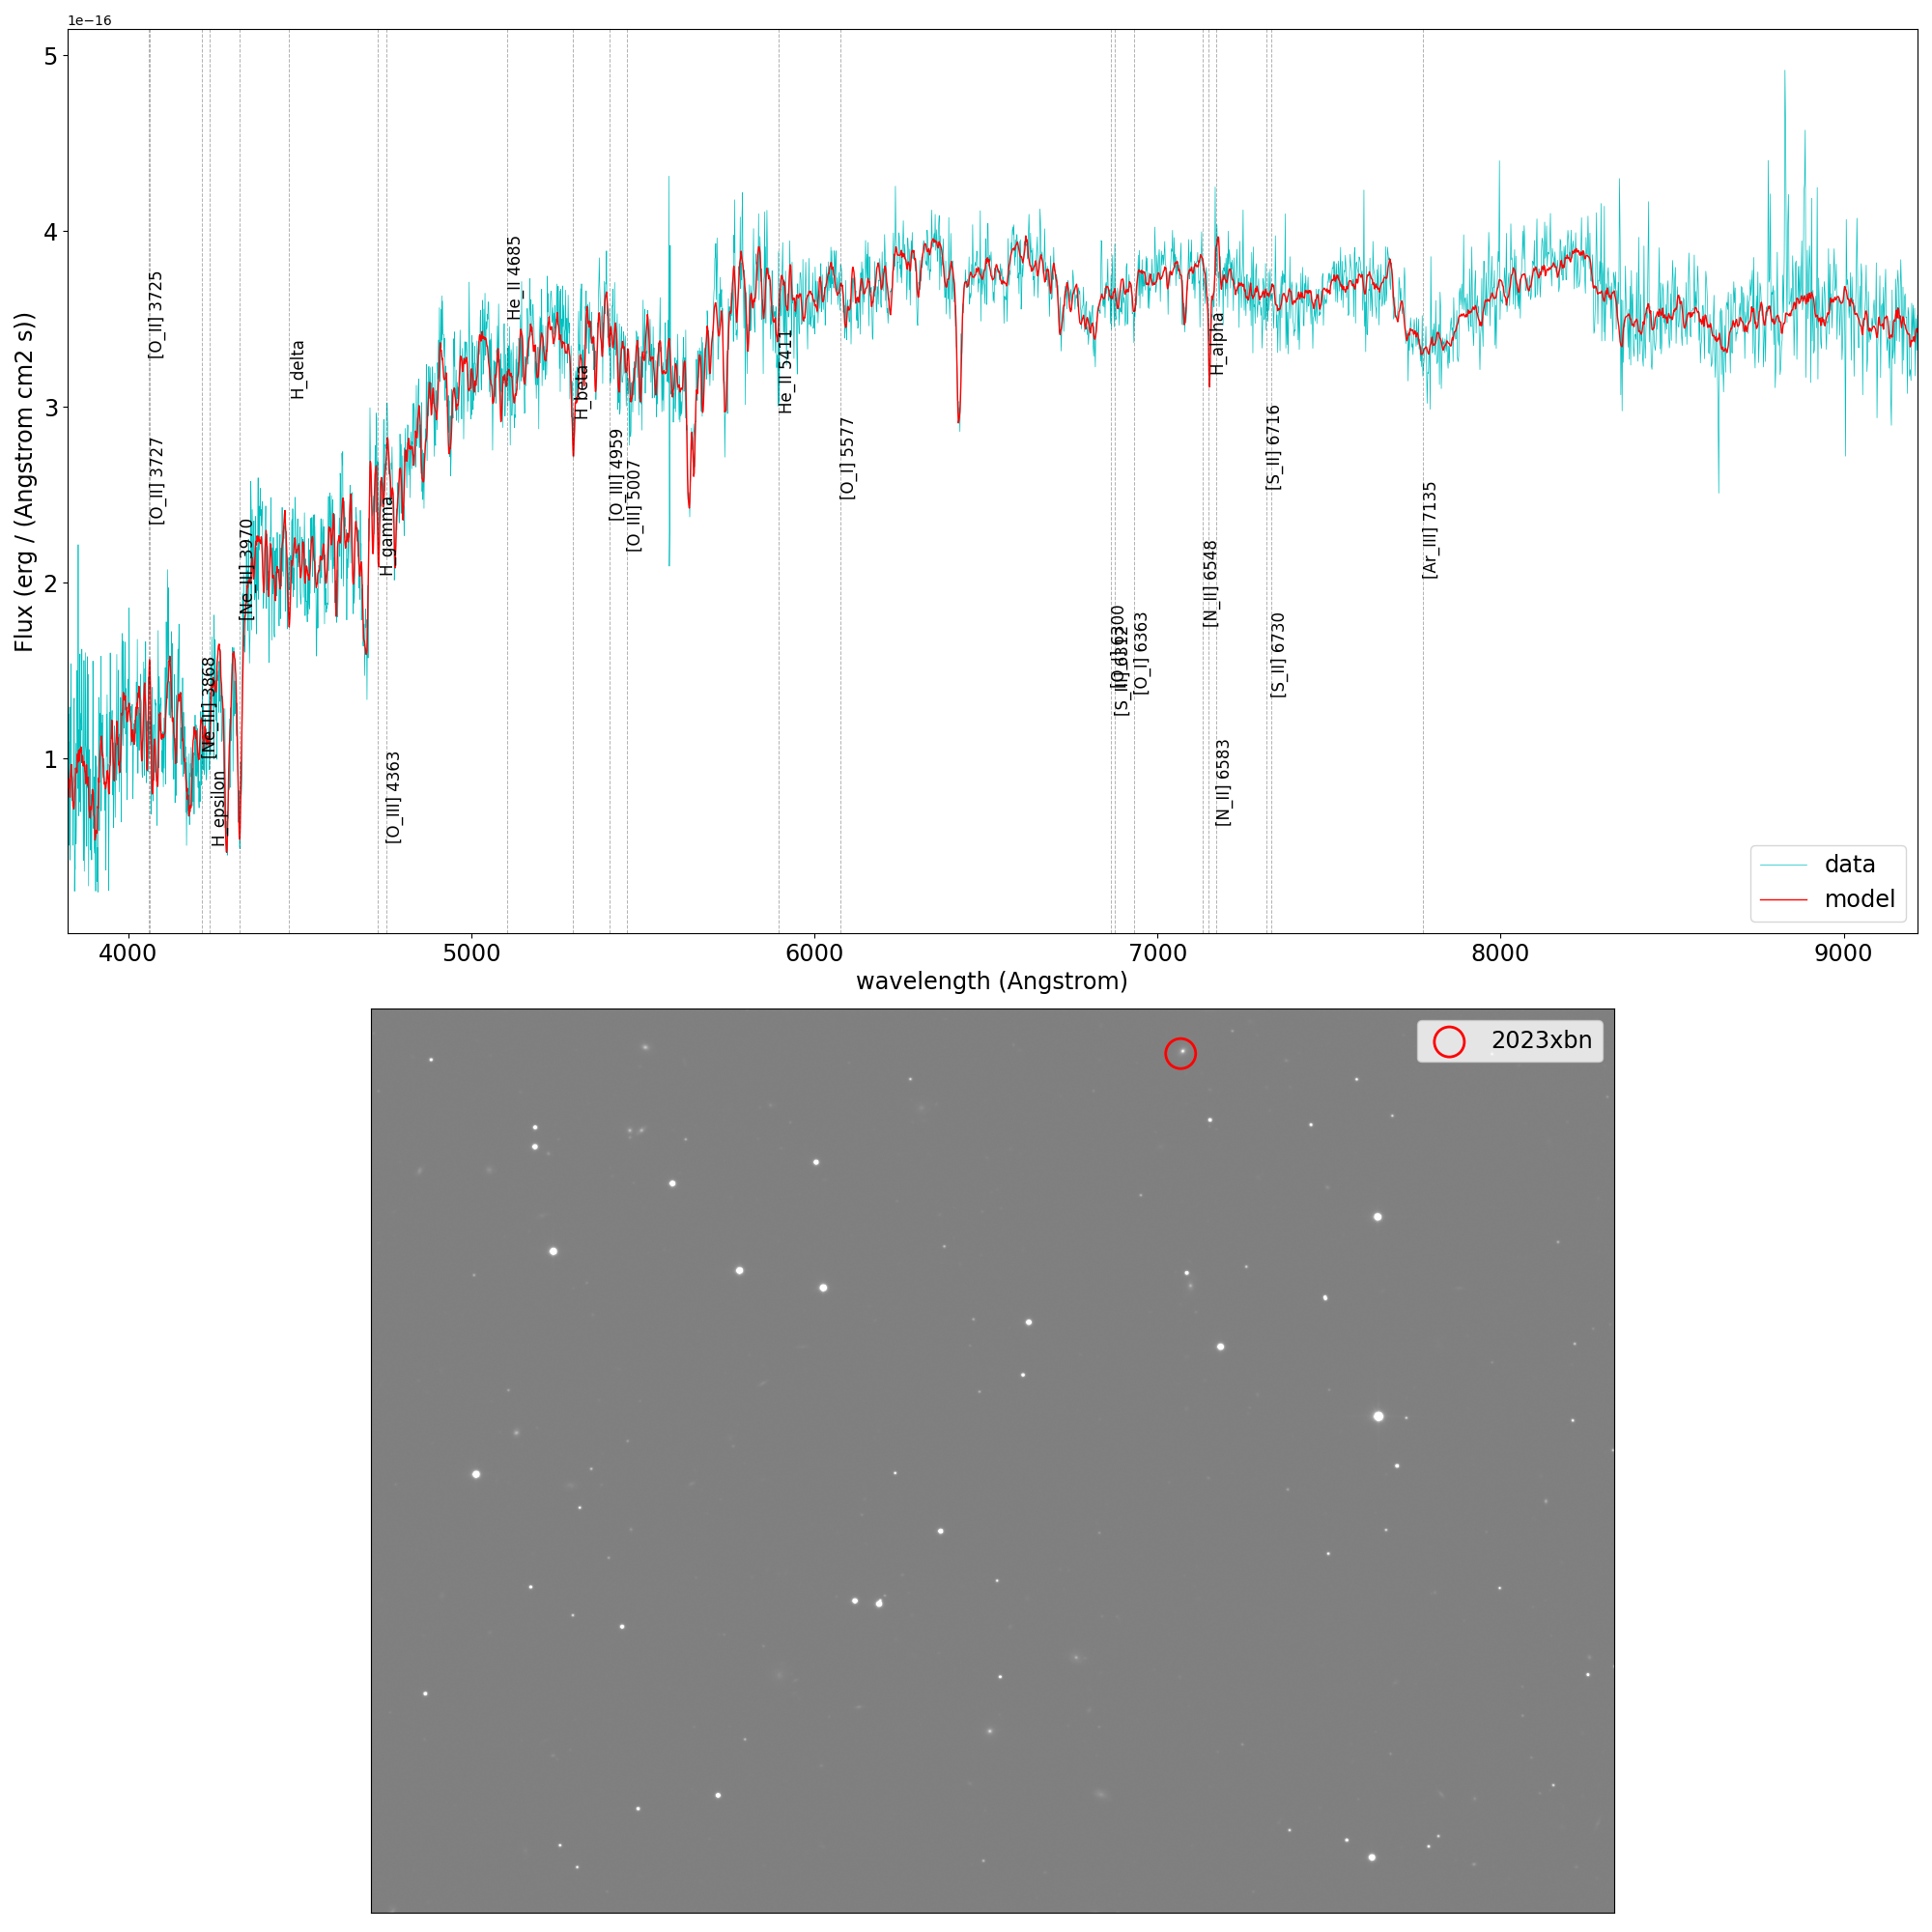 1e−16
5
4
3
2
1
Flux (erg / (Angstrom cm2 s))
[O_II] 3725
[O_II] 3727
[Ne_III] 3868
H_epsilon
[Ne_III] 3970
H_delta
H_gamma
[O_III] 4363
He_II 4685
H_beta
[O_III] 4959
[O_III] 5007
He_II 5411
[O_I] 5577
[O_I] 6300
[S_III] 6312
[O_I] 6363
[N_II] 6548
H_alpha
[N_II] 6583
[S_II] 6716
[S_II] 6730
[Ar_III] 7135
data
model
4000 5000 6000 7000 8000 9000
wavelength (Angstrom)
2023xbn